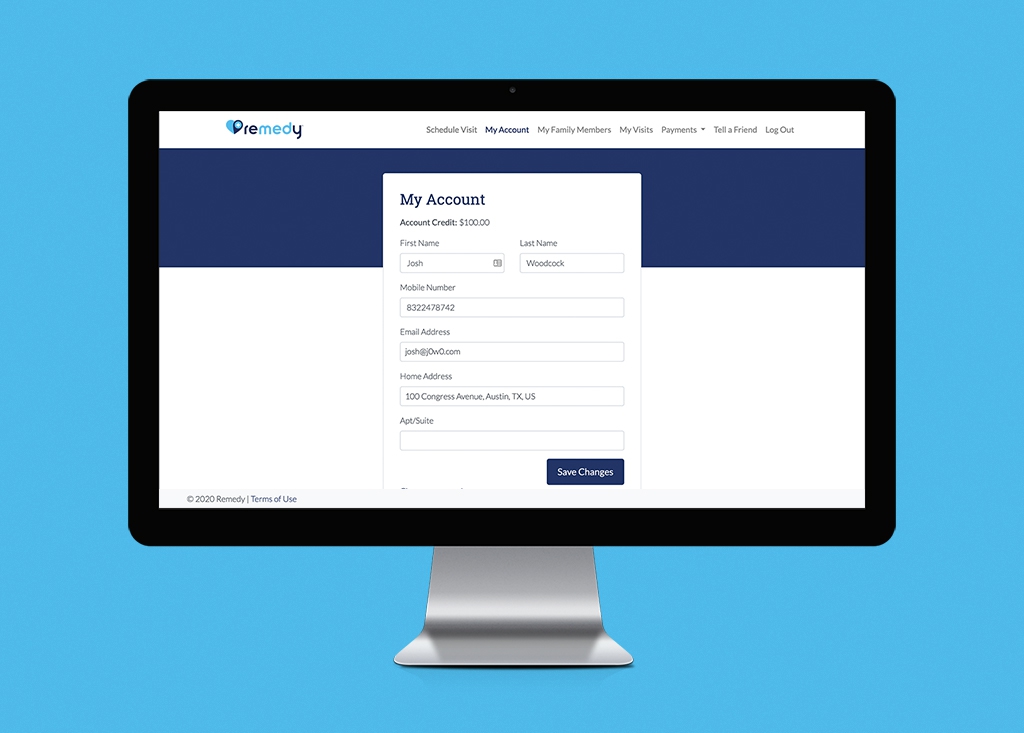 remedy
Schedule Visit My Account My Family Members My Visits Payments Tell a Friend Log Out
My Account
Account Credit: $100.00
First Name Last Name
Josh Woodcock
Mobile Number
8322478742
Email Address
josh@j0w0.com
Home Address
100 Congress Avenue, Austin, TX, US
Apt/Suite
Save Changes
© 2020 Remedy | Terms of Use